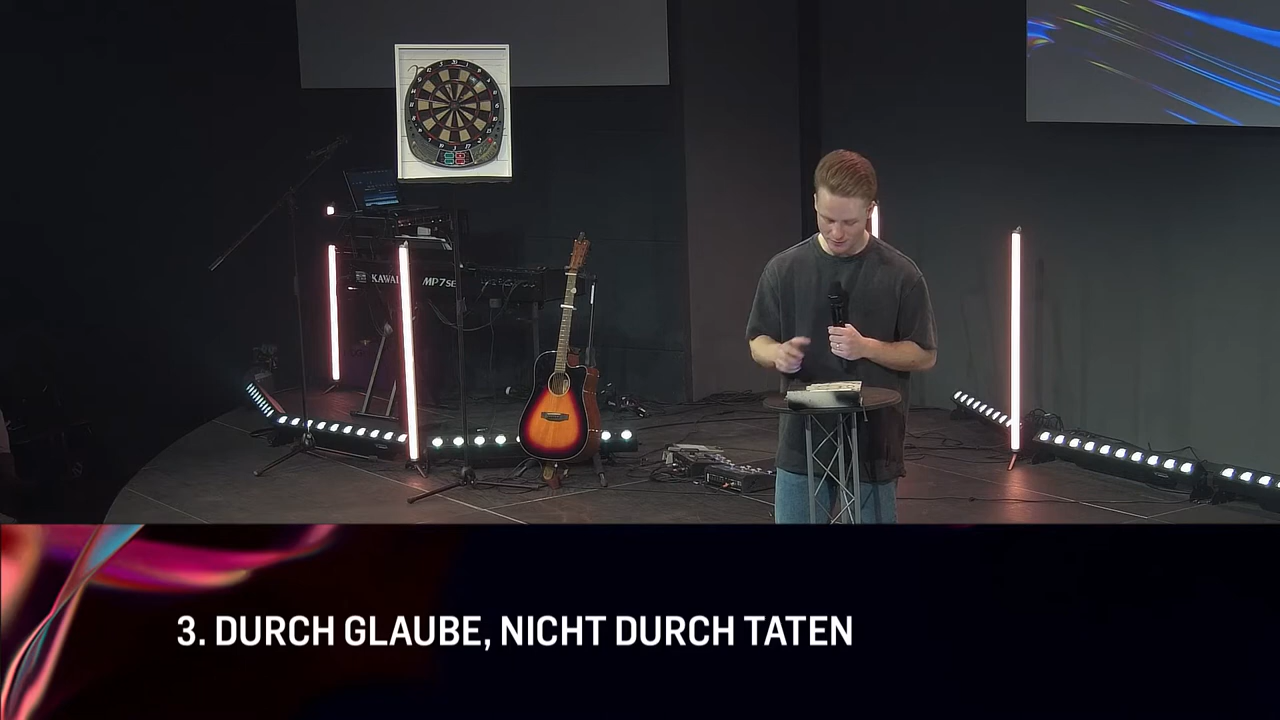 KAWAI MP7SE
3. DURCH GLAUBE, NICHT DURCH TATEN